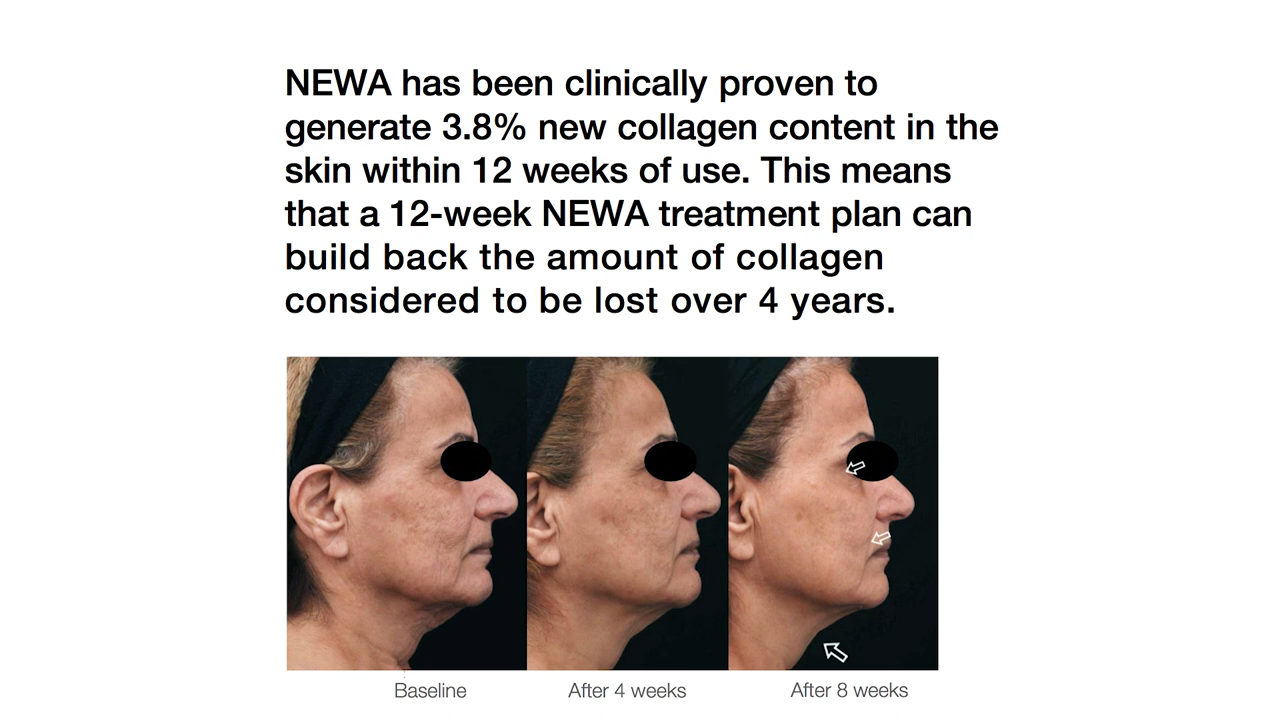 NEWA has been clinically proven to
generate 3.8% new collagen content in the
skin within 12 weeks of use. This means
that a 12-week NEWA treatment plan can
build back the amount of collagen
considered to be lost over 4 years.
Baseline
After 4 weeks
After 8 weeks